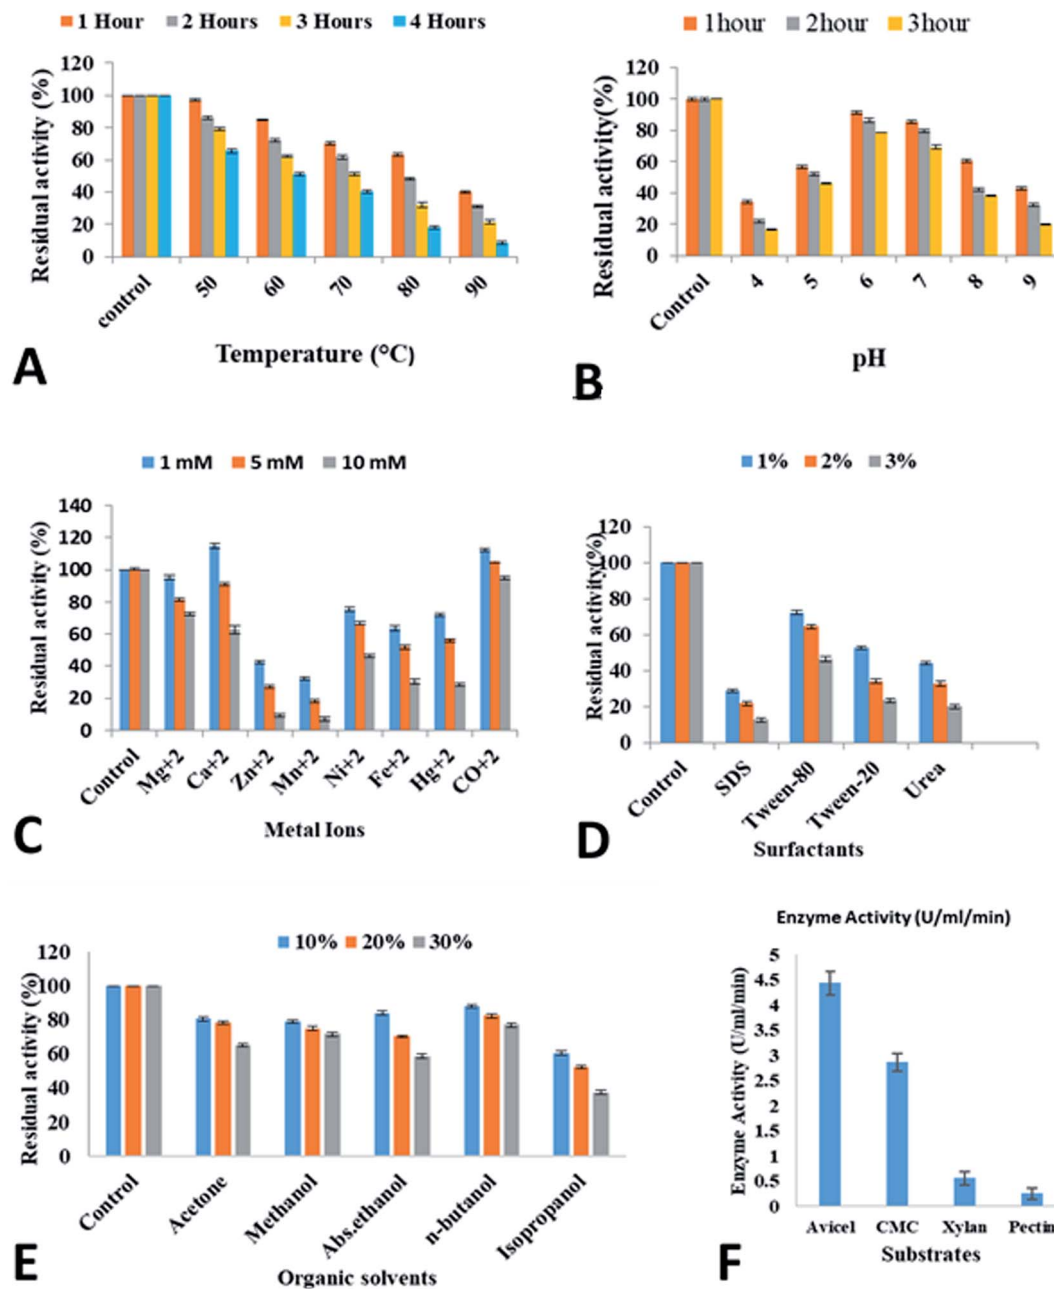 1 Hour 2 Hours 3 Hours 4 Hours
Residual activity (%)
120
100
80
60
40
20
0
control 50 60 70 80 90
Temperature (°C)
A
1hour 2hour 3hour
Residual activity(%)
120
100
80
60
40
20
0
Control 4 5 6 7 8 9
pH
B
1 mM 5 mM 10 mM
Residual activity (%)
140
120
100
80
60
40
20
0
Control Mg+2 Ca+2 Zn+2 Mn+2 Ni+2 Fe+2 Hg+2 CO+2
Metal Ions
C
1% 2% 3%
Residual activity(%)
120
100
80
60
40
20
0
Control SDS Tween-80 Tween-20 Urea
Surfactants
D
10% 20% 30%
Residual activity (%)
120
100
80
60
40
20
0
Control Acetone Methanol Abs.ethanol n-butanol Isopropanol
Organic solvents
E
Enzyme Activity (U/ml/min)
Enzyme Activity (U/ml/min)
5
4.5
4
3.5
3
2.5
2
1.5
1
0.5
0
Avicel CMC Xylan Pectin
Substrates
F